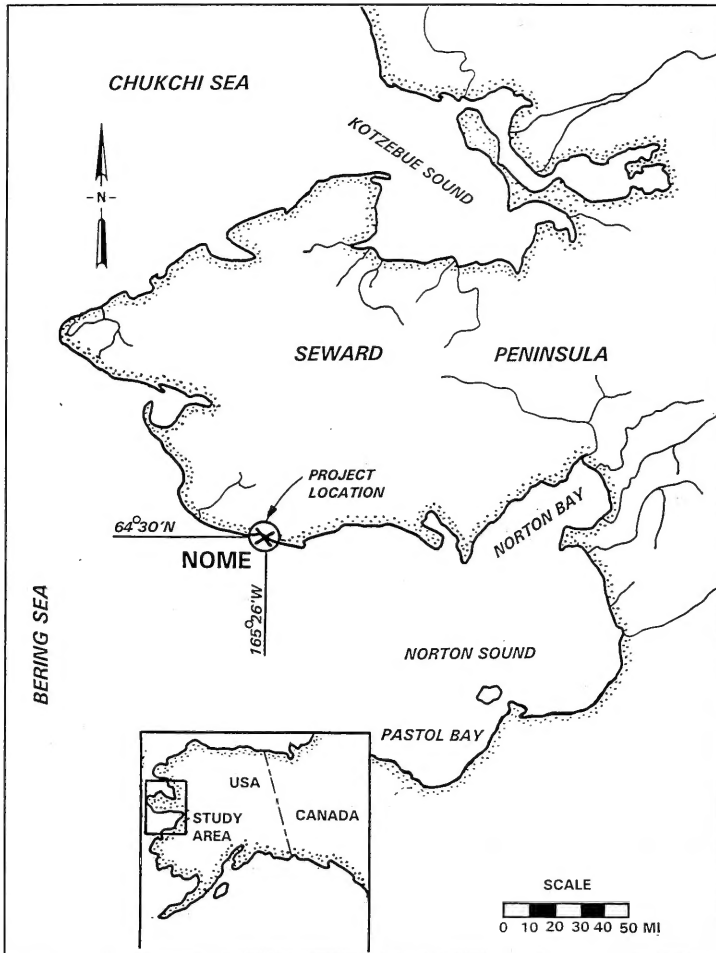 CHUKCHI SEA
KOTZEBUE SOUND
-N-
SEWARD PENINSULA
PROJECT
LOCATION
NORTON BAY
64°30'N
NOME
165°26'W
BERING SEA
NORTON SOUND
PASTOL BAY
USA
CANADA
STUDY
AREA
SCALE
0 10 20 30 40 50 MI